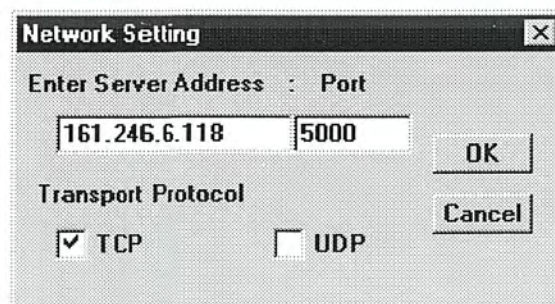 Network Setting
Enter Server Address : Port
161.246.6.118 5000
OK
Transport Protocol
Cancel
TCP UDP